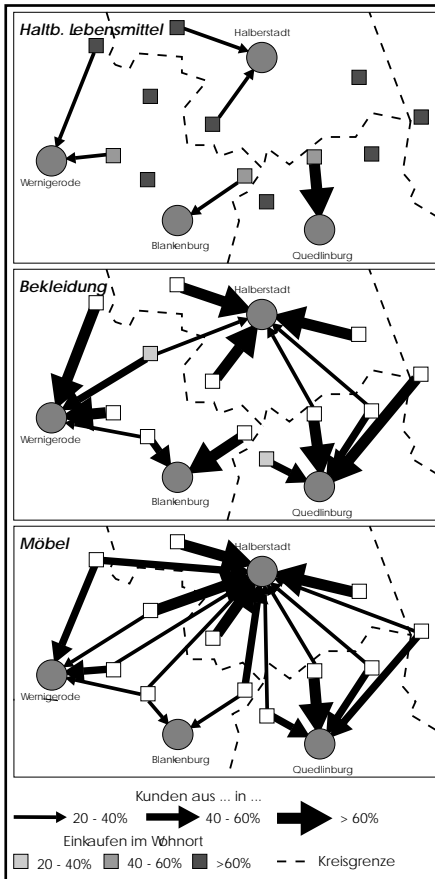 Haltb. Lebensmittel
Halberstadt
Wernigerode
Blankenburg
Quedlinburg
Bekleidung
Halberstadt
Wernigerode
Blankenburg
Quedlinburg
Möbel
Halberstadt
Wernigerode
Blankenburg
Quedlinburg
Kunden aus ... in ...
20 - 40% 40 - 60% > 60%
Einkaufen im Wohnort
20 - 40% 40 - 60% >60% Kreisgrenze